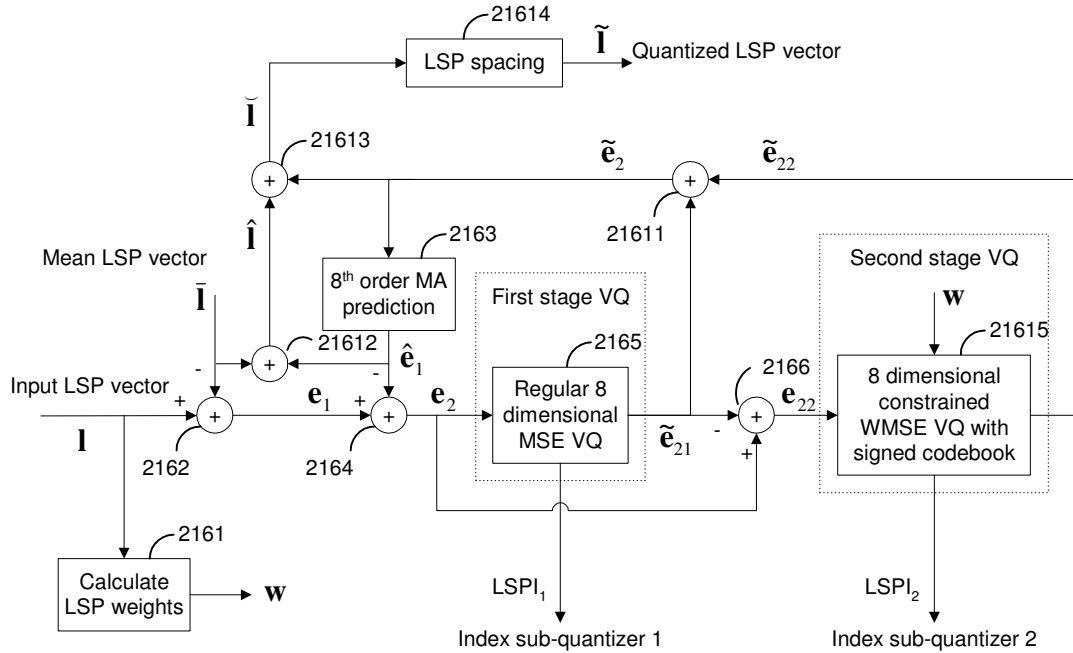 21614
LSP spacing
l̃
Quantized LSP vector
l̆
21613
ẽ₂
ẽ₂₂
+
+
l̂
21611
2163
Mean LSP vector
8th order MA
prediction
Second stage VQ
First stage VQ
w
l̄
21612
ê₁
2165
21615
-
+
-
2166
Input LSP vector
+
+
e₁
+
+
e₂
Regular 8
dimensional
MSE VQ
-
+
e₂₂
8 dimensional
constrained
WMSE VQ with
signed codebook
l
2162
2164
ẽ₂₁
+
2161
Calculate
LSP weights
w
LSPI₁
LSPI₂
Index sub-quantizer 1
Index sub-quantizer 2